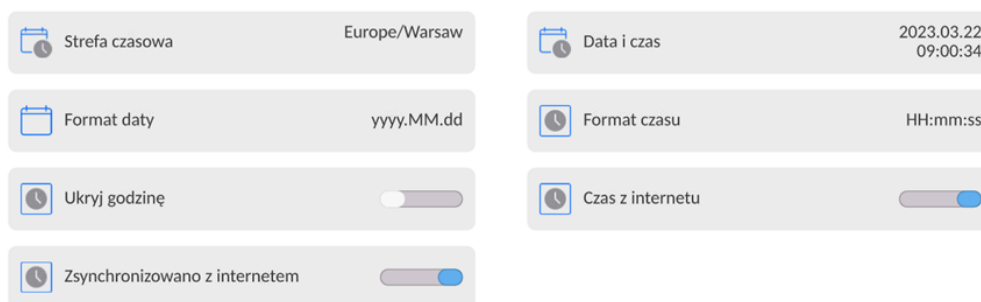 Strefa czasowa
Europe/Warsaw
Data i czas
2023.03.22
09:00:34
Format daty
yyyy.MM.dd
Format czasu
HH:mm:ss
Ukryj godzinę
Czas z internetu
Zsynchronizowano z internetem